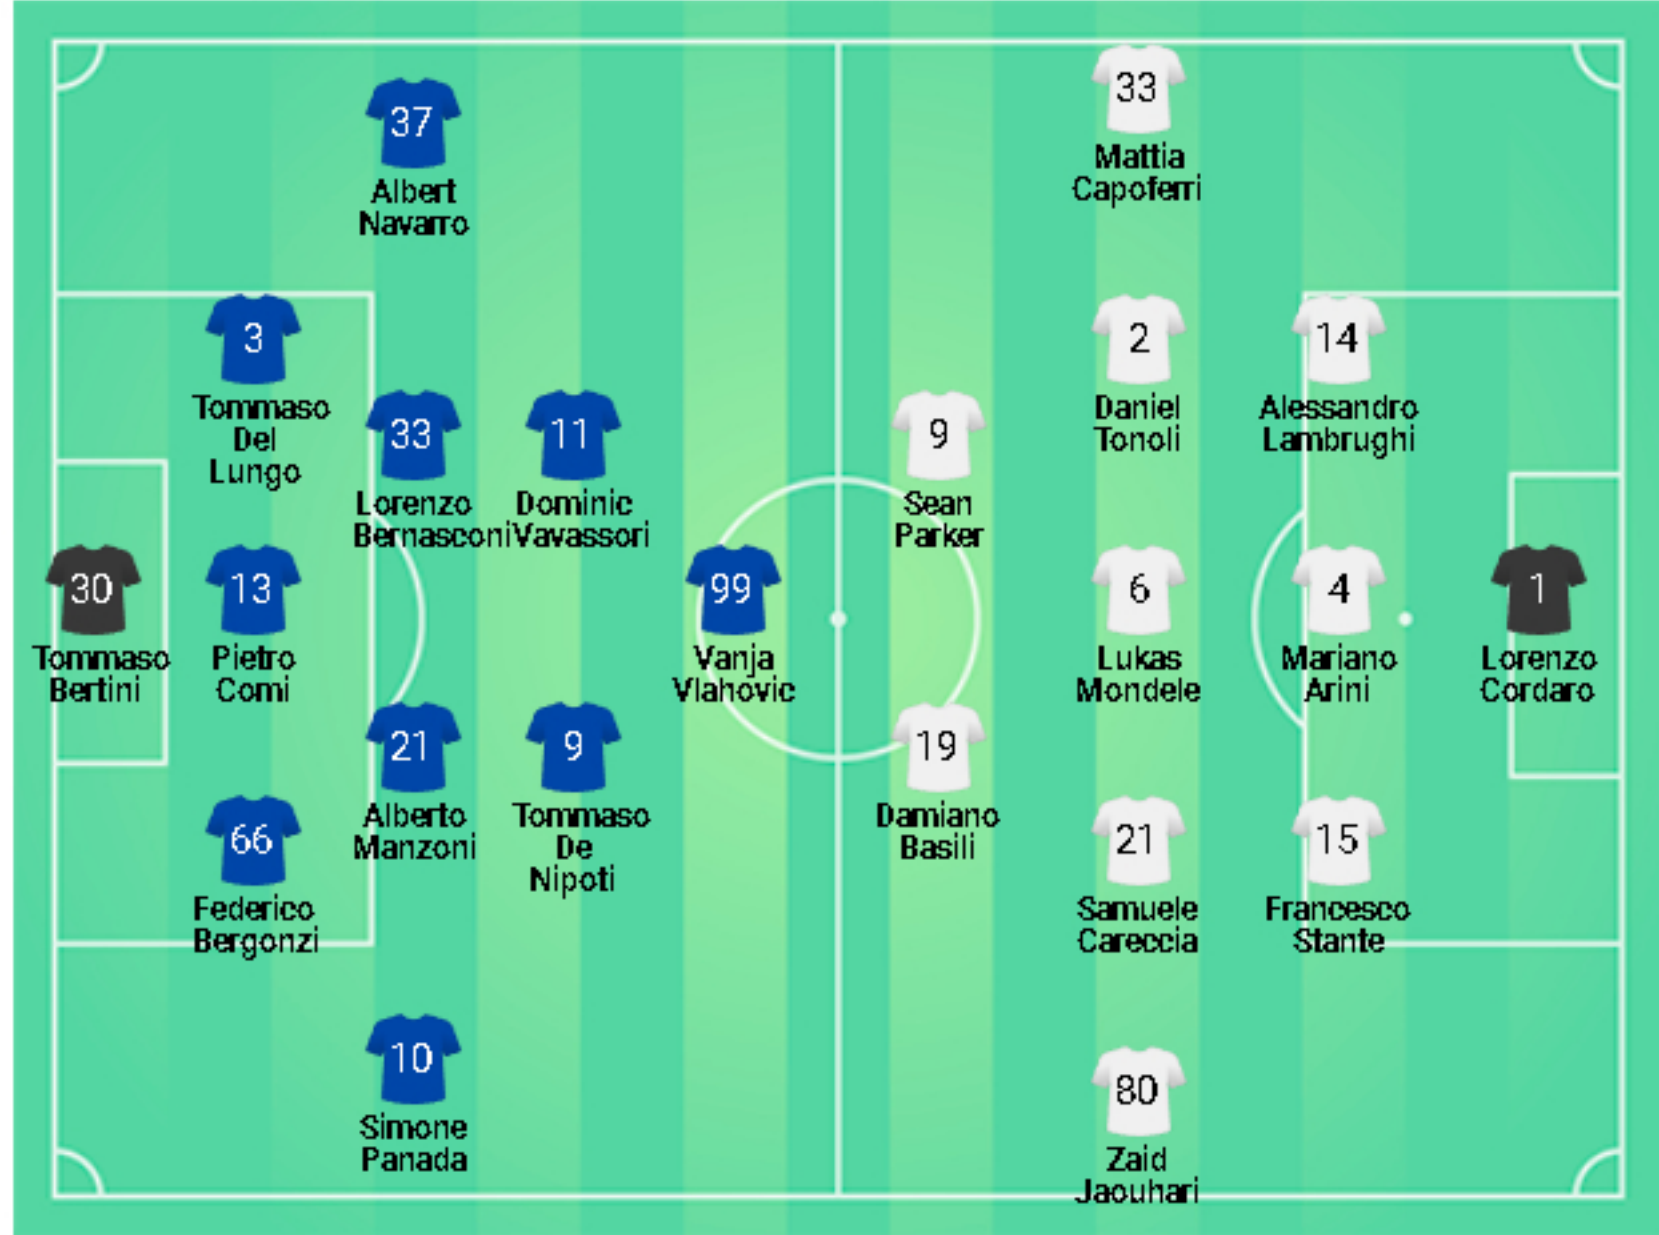 37
Albert
Navarro
3
Tommaso
Del
Lungo
33
Lorenzo
Bernasconi
11
Dominic
Vavassori
30
Tommaso
Bertini
13
Pietro
Comi
99
Vanja
Vlahovic
21
Alberto
Manzoni
9
Tommaso
De
Nipoti
66
Federico
Bergonzi
10
Simone
Panada
33
Mattia
Capoferri
2
Daniel
Tonoli
14
Alessandro
Lambrughi
9
Sean
Parker
6
Lukas
Mondele
4
Mariano
Arini
1
Lorenzo
Cordaro
19
Damiano
Basili
21
Samuele
Careccia
15
Francesco
Stante
80
Zaid
Jaouhari